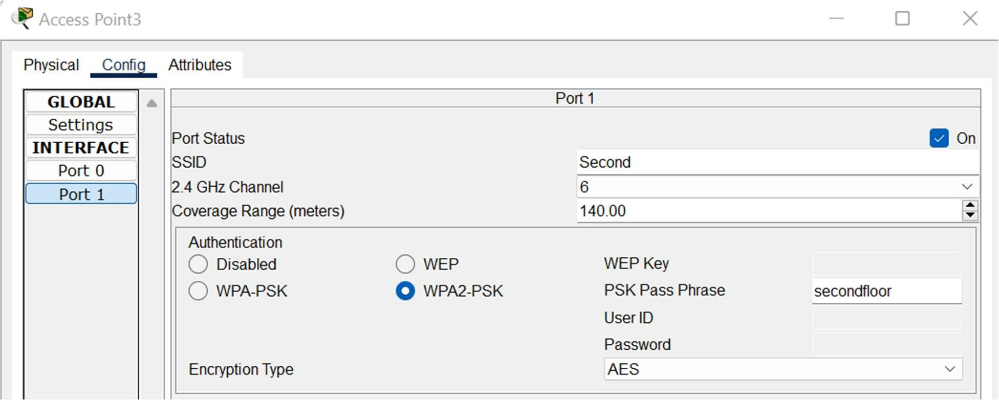 Access Point3
Physical Config Attributes
GLOBAL
Settings
INTERFACE
Port 0
Port 1
Port 1
Port Status On
SSID Second
2.4 GHz Channel 6
Coverage Range (meters) 140.00
Authentication
Disabled WEP WEP Key
WPA-PSK WPA2-PSK PSK Pass Phrase secondfloor
User ID
Password
Encryption Type AES